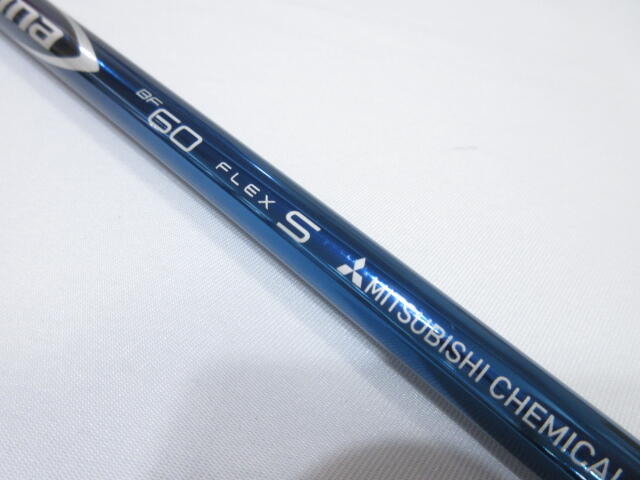 BF
60
FLEX S
MITSUBISHI CHEMICAL